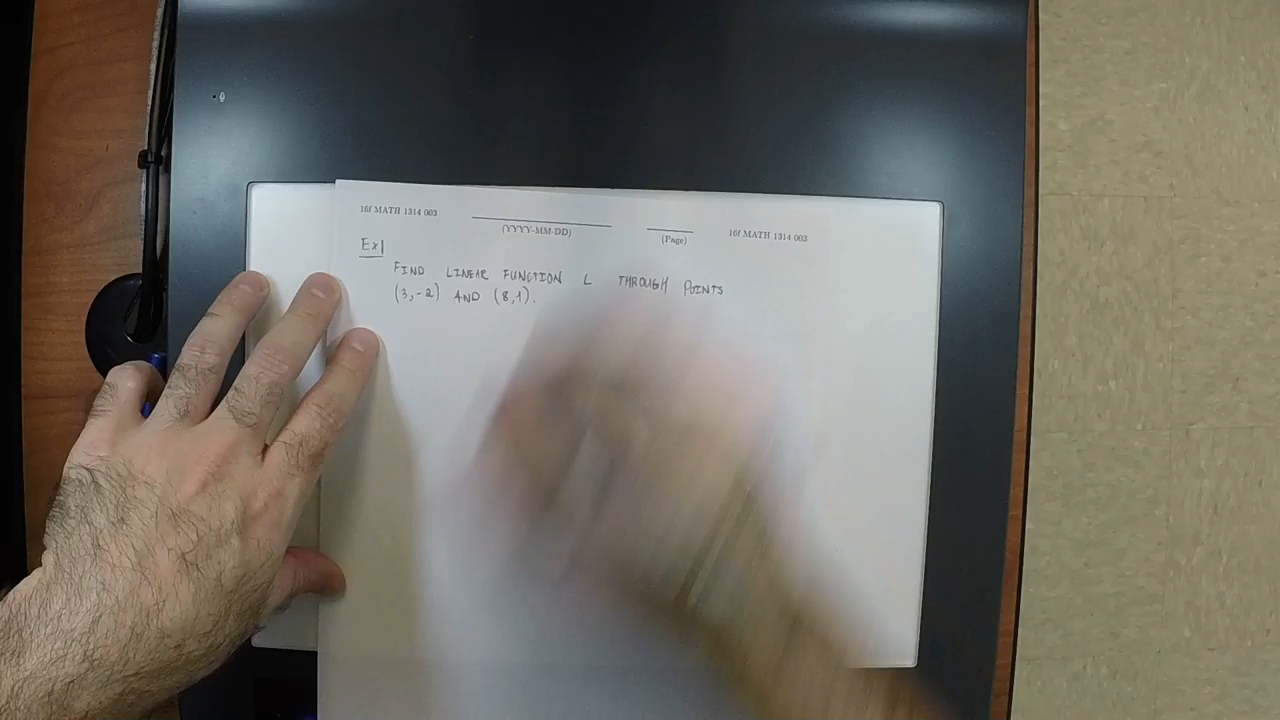 16f MATH 1314 003
(YYYY-MM-DD)
(Page)
16f MATH 1314 003
Ex1
FIND LINEAR FUNCTION L THROUGH POINTS
(3,-2) AND (8,1).